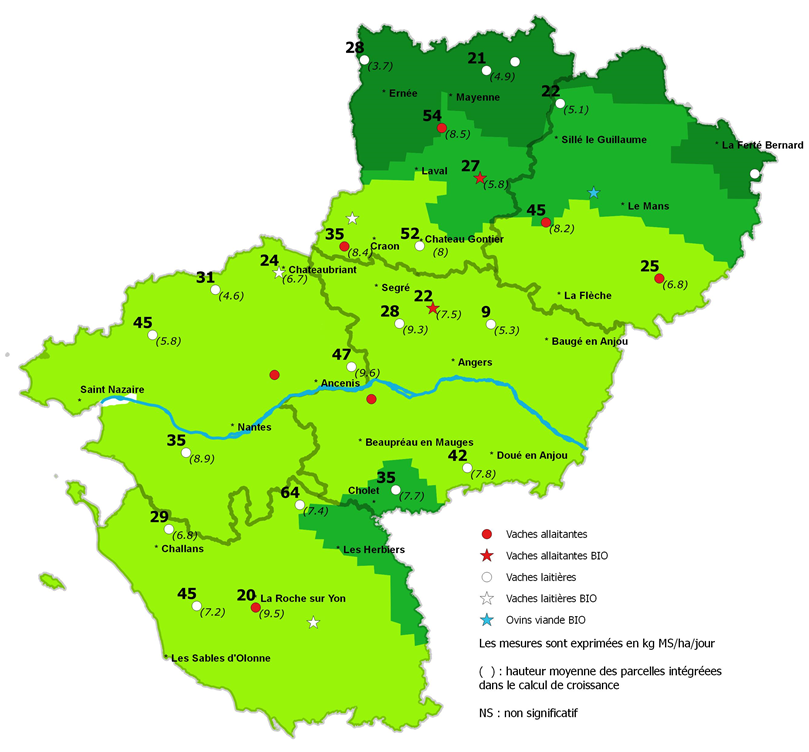 28
(3.7)
21
(4.9)
Ernée
Mayenne
22
(5.1)
54
(8.5)
Sillé le Guillaume
La Ferté Bernard
Laval
27
(5.8)
Le Mans
45
(8.2)
35
(8.4)
Craon
52
(8)
Chateau Gontier
24
(6.7)
Chateaubriant
25
(6.8)
31
(4.6)
Segré
22
(7.5)
La Flèche
28
(9.3)
9
(5.3)
45
(5.8)
Baugé en Anjou
47
(9.6)
Angers
Ancenis
Saint Nazaire
Nantes
35
(8.9)
Beaupréau en Mauges
42
(7.8)
Doué en Anjou
35
(7.7)
Cholet
64
(7.4)
29
(6.8)
Challans
Les Herbiers
45
(7.2)
20
(9.5)
La Roche sur Yon
Les Sables d'Olonne
Vaches allaitantes
Vaches allaitantes BIO
Vaches laitières
Vaches laitières BIO
Ovins viande BIO
Les mesures sont exprimées en kg MS/ha/jour
( ) : hauteur moyenne des parcelles intégréees
dans le calcul de croissance
NS : non significatif